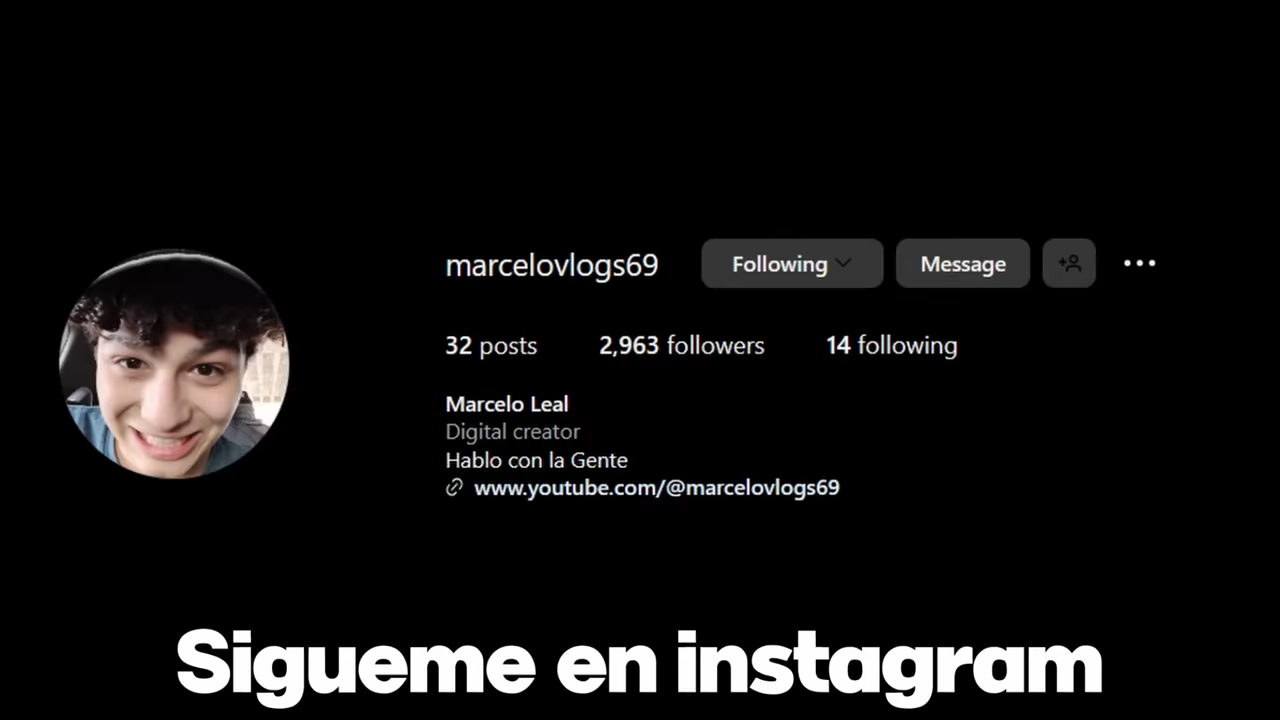 marcelovlogs69 Following Message
32 posts 2,963 followers 14 following
Marcelo Leal
Digital creator
Hablo con la Gente
www.youtube.com/@marcelovlogs69
Sigueme en instagram